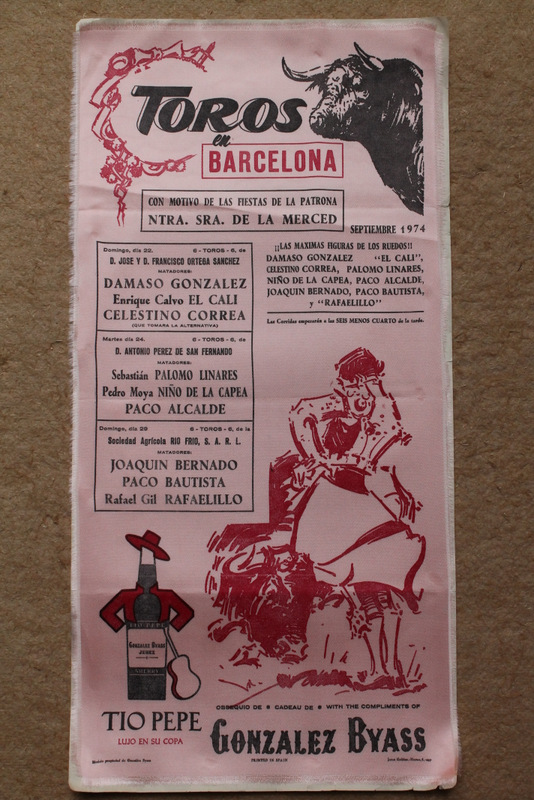 TOROS
en
BARCELONA
CON MOTIVO DE LAS FIESTAS DE LA PATRONA
NTRA. SRA. DE LA MERCED
SEPTIEMBRE 1974
Domingo, día 22. 6 - TOROS - 6, de
D. JOSE Y D. FRANCISCO ORTEGA SANCHEZ
MATADORES:
DAMASO GONZALEZ
Enrique Calvo EL CALI
CELESTINO CORREA
(QUE TOMARA LA ALTERNATIVA)
Martes día 24. 6 - TOROS - 6, de
D. ANTONIO PEREZ DE SAN FERNANDO
MATADORES:
Sebastián PALOMO LINARES
Pedro Moya NIÑO DE LA CAPEA
PACO ALCALDE
Domingo, día 29 6 - TOROS - 6, de la
Sociedad Agrícola RIO FRIO, S. A. R. L.
MATADORES:
JOAQUIN BERNADO
PACO BAUTISTA
Rafael Gil RAFAELILLO
¡¡LAS MAXIMAS FIGURAS DE LOS RUEDOS!!
DAMASO GONZALEZ "EL CALI",
CELESTINO CORREA, PALOMO LINARES,
NIÑO DE LA CAPEA, PACO ALCALDE,
JOAQUIN BERNADO, PACO BAUTISTA,
y "RAFAELILLO"
Las Corridas empezarán a las SEIS MENOS CUARTO de la tarde.
TIO PEPE
GONZALEZ BYASS
JEREZ
TIO PEPE
LUJO EN SU COPA
OBSEQUIO DE CADEAU DE WITH THE COMPLIMENTS OF
GONZALEZ BYASS
PRINTED IN SPAIN